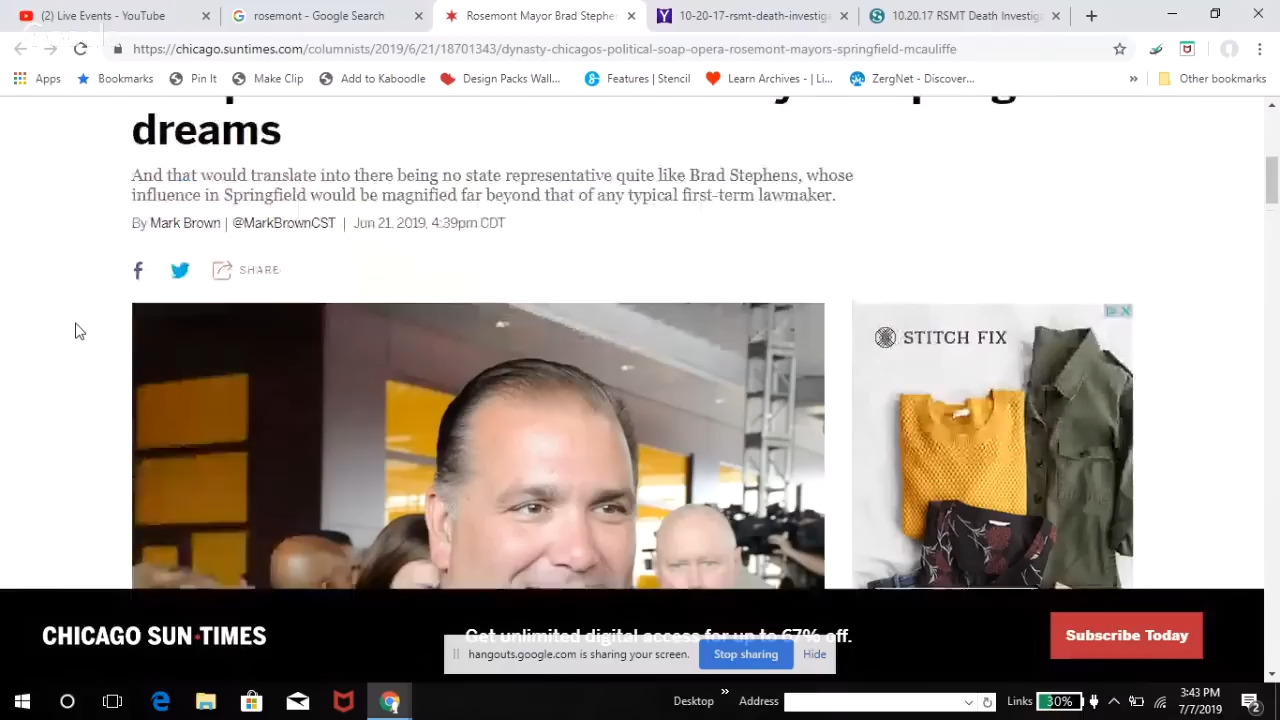 (2) Live Events - YouTube
rosemont - Google Search
Rosemont Mayor Brad Stephen
10-20-17-rsmt-death-investiga
10.20.17 RSMT Death Investiga
https://chicago.suntimes.com/columnists/2019/6/21/18701343/dynasty-chicagos-political-soap-opera-rosemont-mayors-springfield-mcauliffe
Apps
Bookmarks
Pin It
Make Clip
Add to Kaboodle
Design Packs Wall...
Features | Stencil
Learn Archives - | Li...
ZergNet - Discover...
»
Other bookmarks
dreams
And that would translate into there being no state representative quite like Brad Stephens, whose
influence in Springfield would be magnified far beyond that of any typical first-term lawmaker.
By Mark Brown | @MarkBrownCST | Jun 21, 2019, 4:39pm CDT
SHARE
STITCH FIX
CHICAGO SUN·TIMES
Get unlimited digital access for up to 67% off.
Subscribe Today
hangouts.google.com is sharing your screen.
Stop sharing
Hide
Desktop
»
Address
Links
30%
3:43 PM
7/7/2019
2